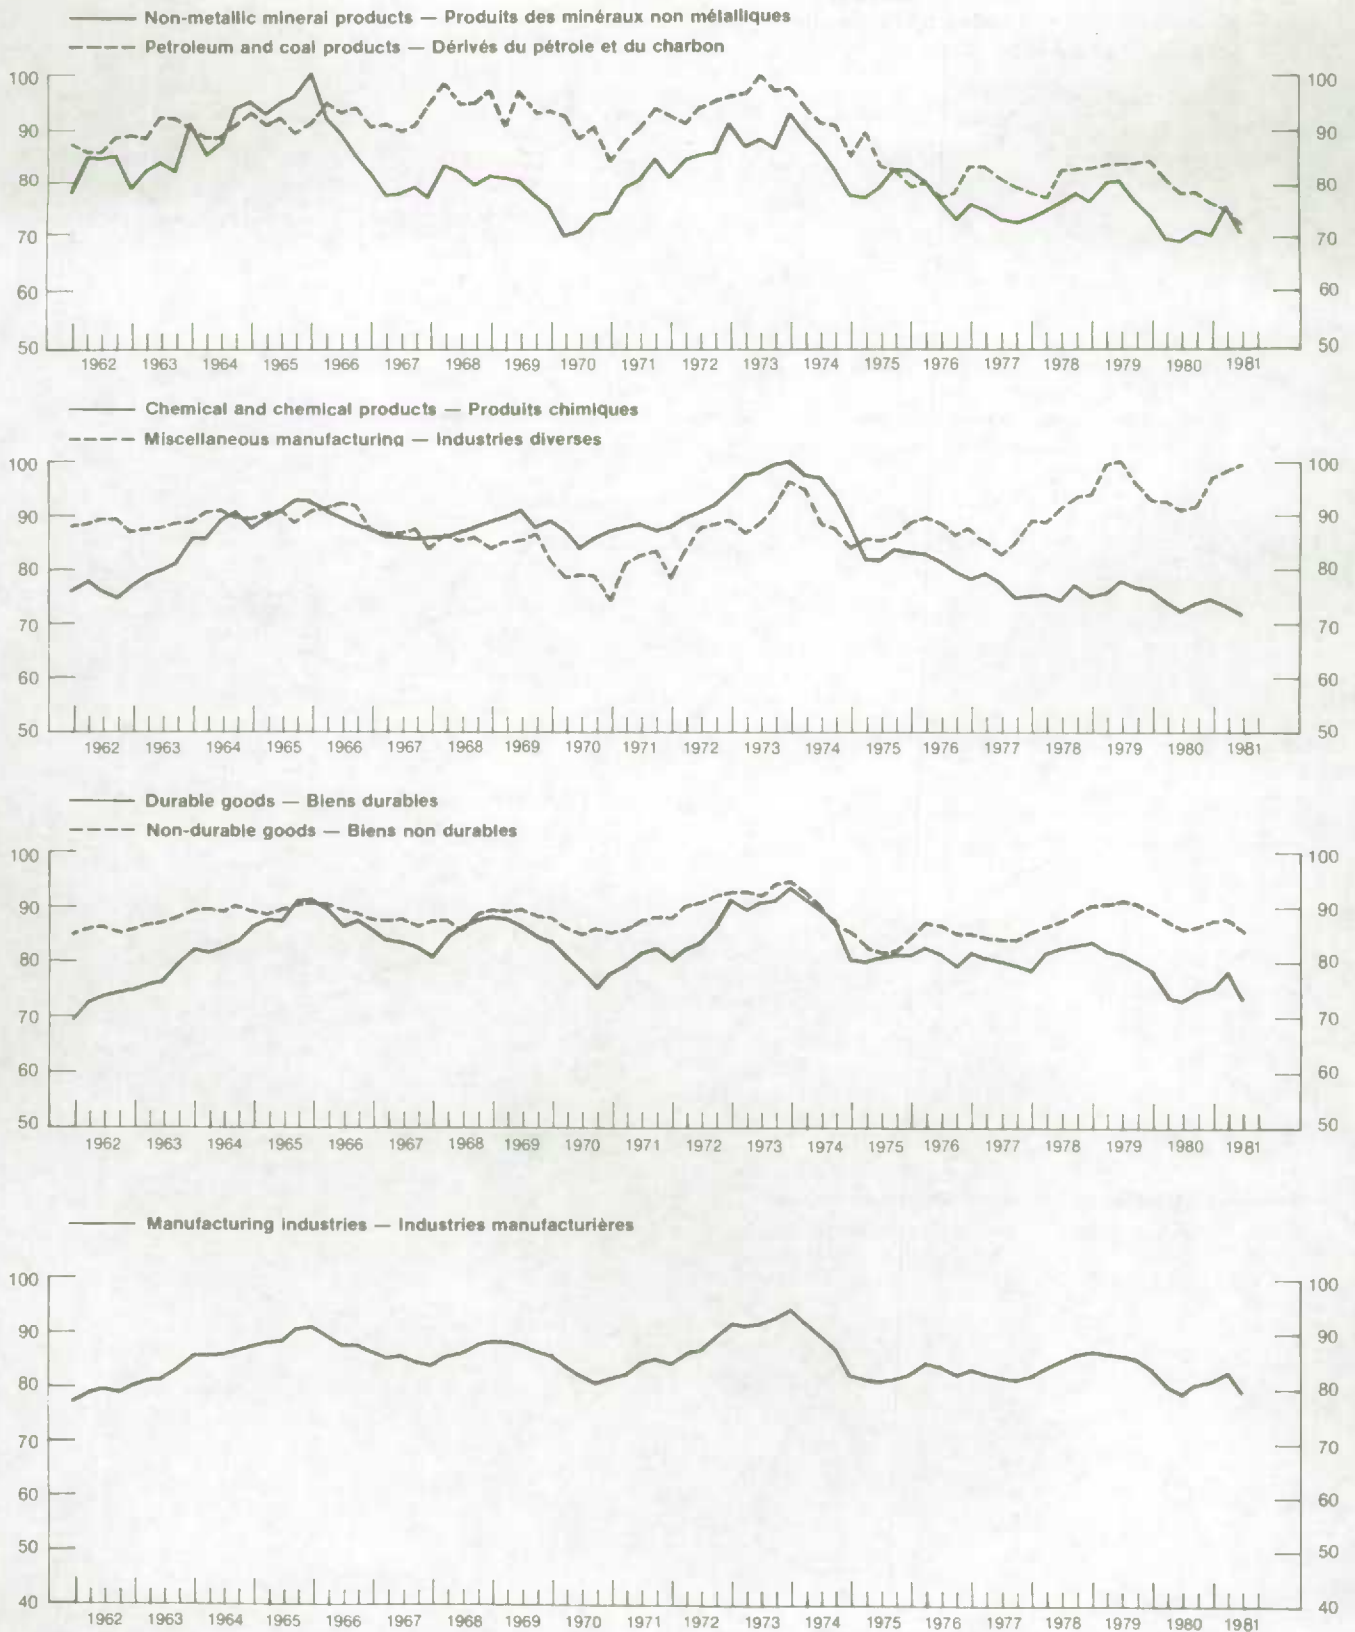 Non-metallic mineral products — Produits des minéraux non mélalliques
Petroleum and coal products — Dérivés du pétrole et du charbon
100 100
90 90
80 80
70 70
60 60
50 50
1962 1963 1964 1965 1966 1967 1968 1969 1970 1971 1972 1973 1974 1975 1976 1977 1978 1979 1980 1981
Chemical and chemical products — Produits chimiques
Miscellaneous manufacturing — Industries diverses
100 100
90 90
80 80
70 70
60 60
50 50
1962 1963 1964 1965 1966 1967 1968 1969 1970 1971 1972 1973 1974 1975 1976 1977 1978 1979 1980 1981
Durable goods — Biens durables
Non-durable goods — Biens non durables
100 100
90 90
80 80
70 70
60 60
50 50
1962 1963 1964 1965 1966 1967 1968 1969 1970 1971 1972 1973 1974 1975 1976 1977 1978 1979 1980 1981
Manufacturing industries — Industries manufacturières
100 100
90 90
80 80
70 70
60 60
50 50
40 40
1962 1963 1964 1965 1966 1967 1968 1969 1970 1971 1972 1973 1974 1975 1976 1977 1978 1979 1980 1981